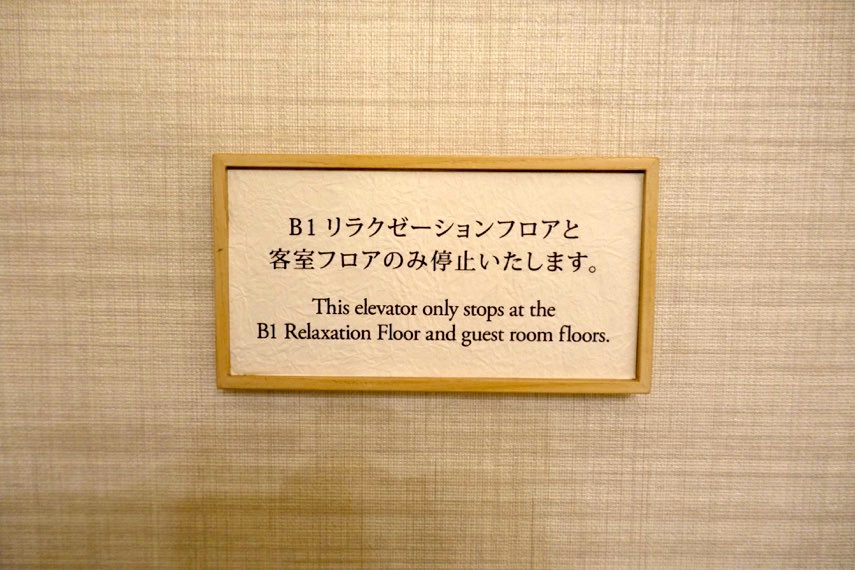 B1 リラクゼーションフロアと
客室フロアのみ停止いたします。
This elevator only stops at the
B1 Relaxation Floor and guest room floors.